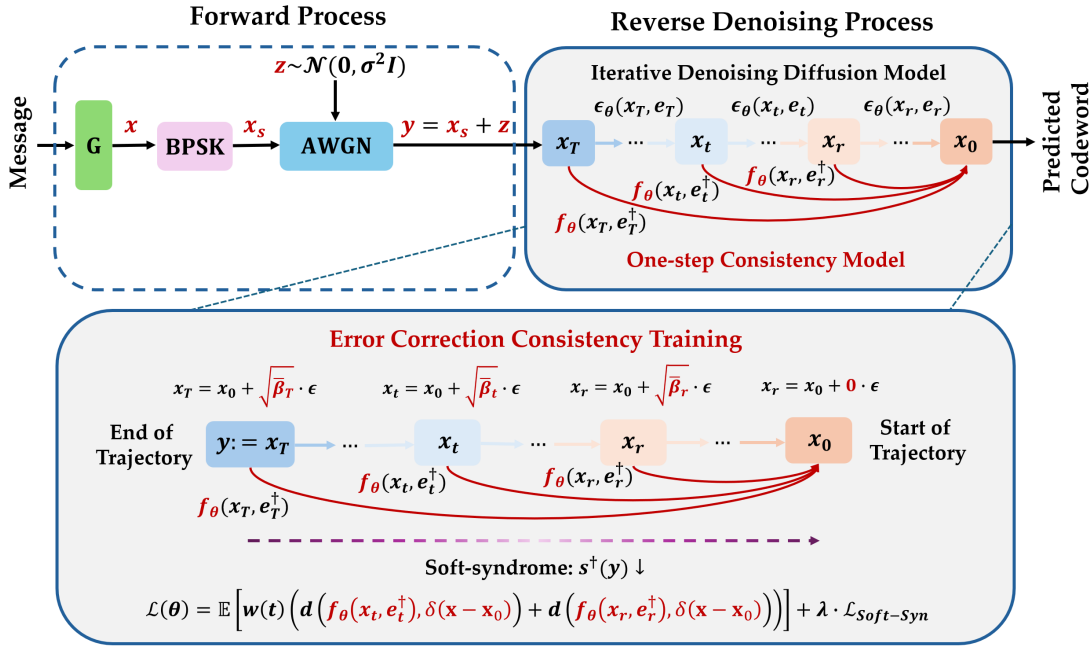 Forward Process
Reverse Denoising Process
z~𝒩(0, σ²I)
Message
G
x
BPSK
x_s
AWGN
y = x_s + z
Iterative Denoising Diffusion Model
ϵ_θ(x_T, e_T)
ϵ_θ(x_t, e_t)
ϵ_θ(x_r, e_r)
x_T
...
x_t
...
x_r
...
x_0
f_θ(x_T, e_T^†)
f_θ(x_t, e_t^†)
f_θ(x_r, e_r^†)
One-step Consistency Model
Predicted
Codeword
Error Correction Consistency Training
x_T = x_0 + √(β̅_T) · ϵ
x_t = x_0 + √(β̅_t) · ϵ
x_r = x_0 + √(β̅_r) · ϵ
x_r = x_0 + 0 · ϵ
End of
Trajectory
y: = x_T
...
x_t
...
x_r
...
x_0
Start of
Trajectory
f_θ(x_T, e_T^†)
f_θ(x_t, e_t^†)
f_θ(x_r, e_r^†)
Soft-syndrome: s^†(y) ↓
ℒ(θ) = 𝔼 [w(t) (d (f_θ(x_t, e_t^†), δ(x − x_0)) + d (f_θ(x_r, e_r^†), δ(x − x_0)))] + λ · ℒ_{Soft−Syn}